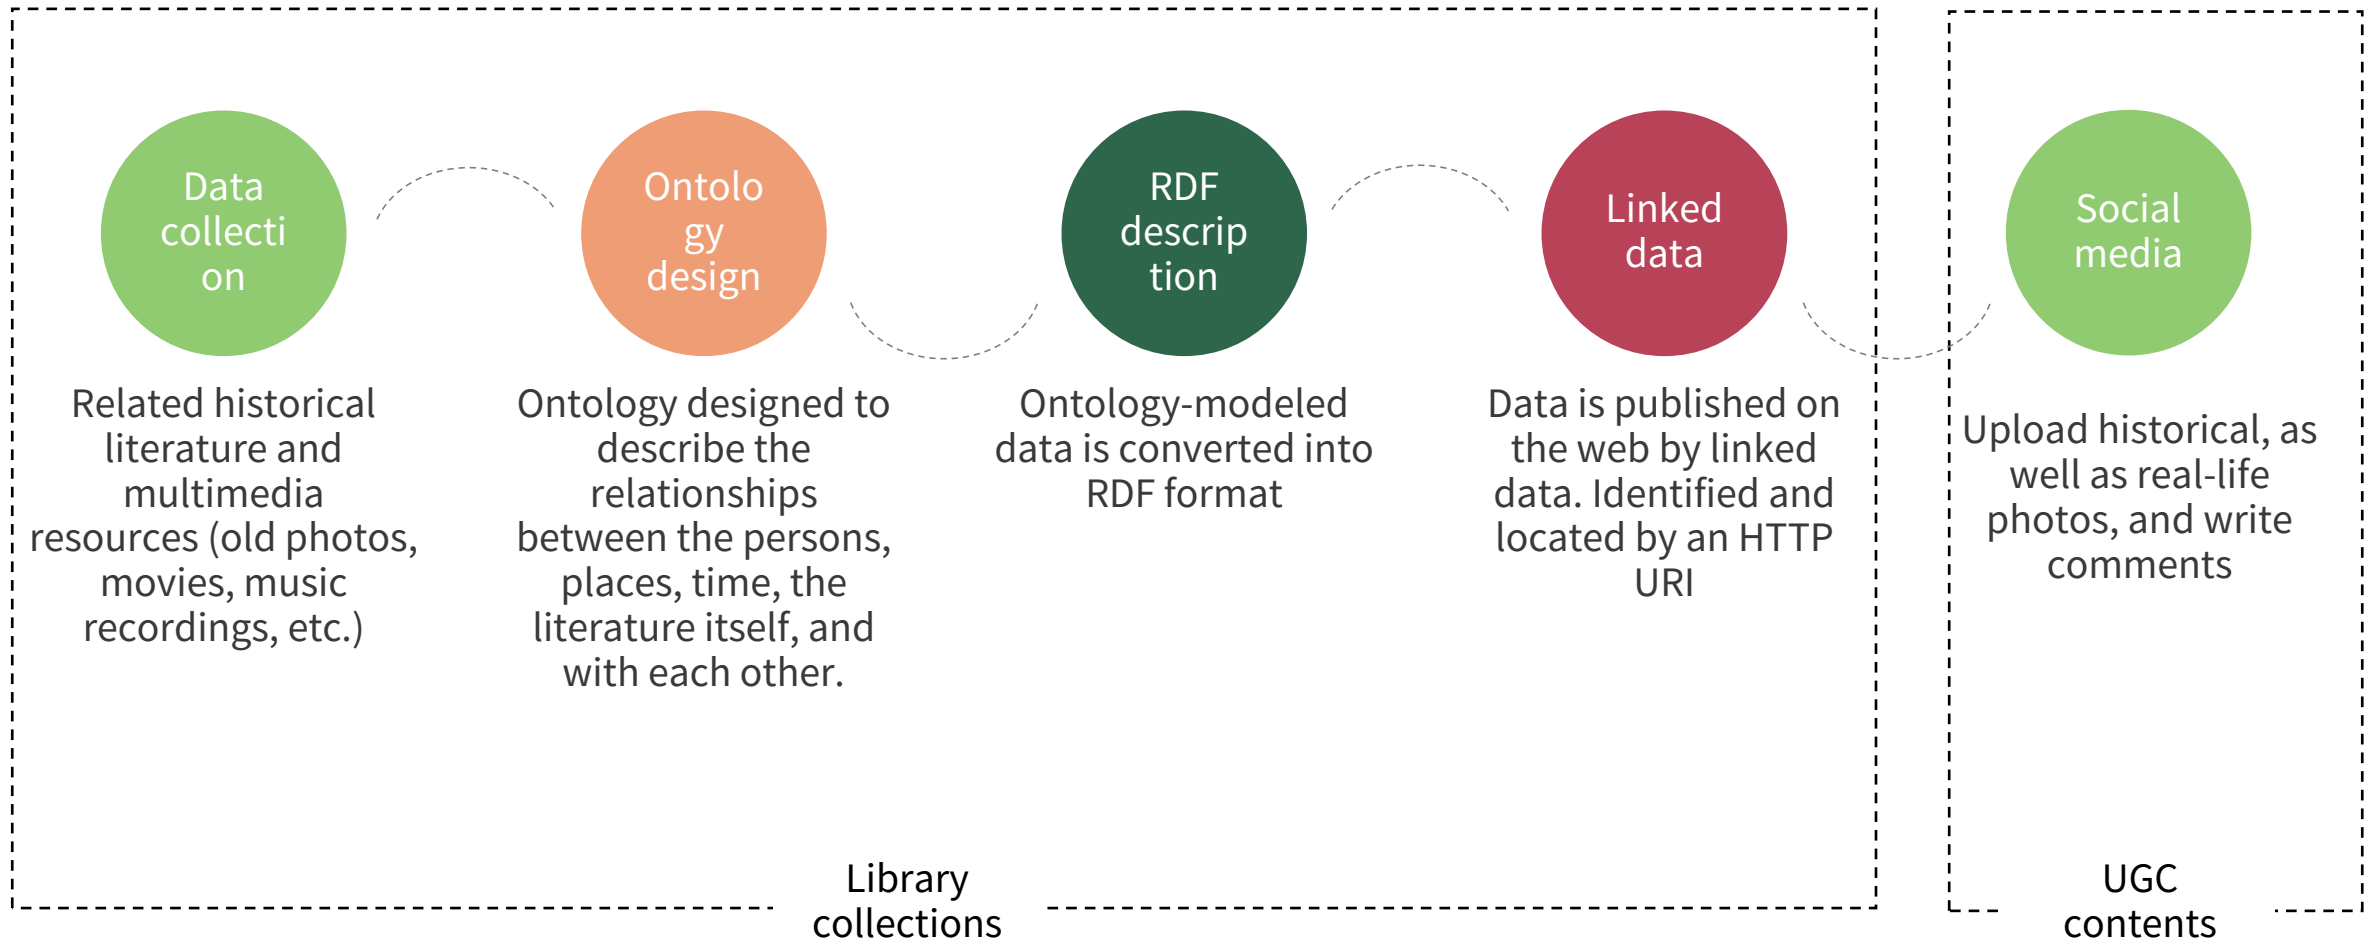 Data
collecti
on
Ontolo
gy
design
RDF
descrip
tion
Linked
data
Social
media
Related historical
literature and
multimedia
resources (old photos,
movies, music
recordings, etc.)
Ontology designed to
describe the
relationships
between the persons,
places, time, the
literature itself, and
with each other.
Ontology-modeled
data is converted into
RDF format
Data is published on
the web by linked
data. Identified and
located by an HTTP
URI
Upload historical, as
well as real-life
photos, and write
comments
Library
collections
UGC
contents